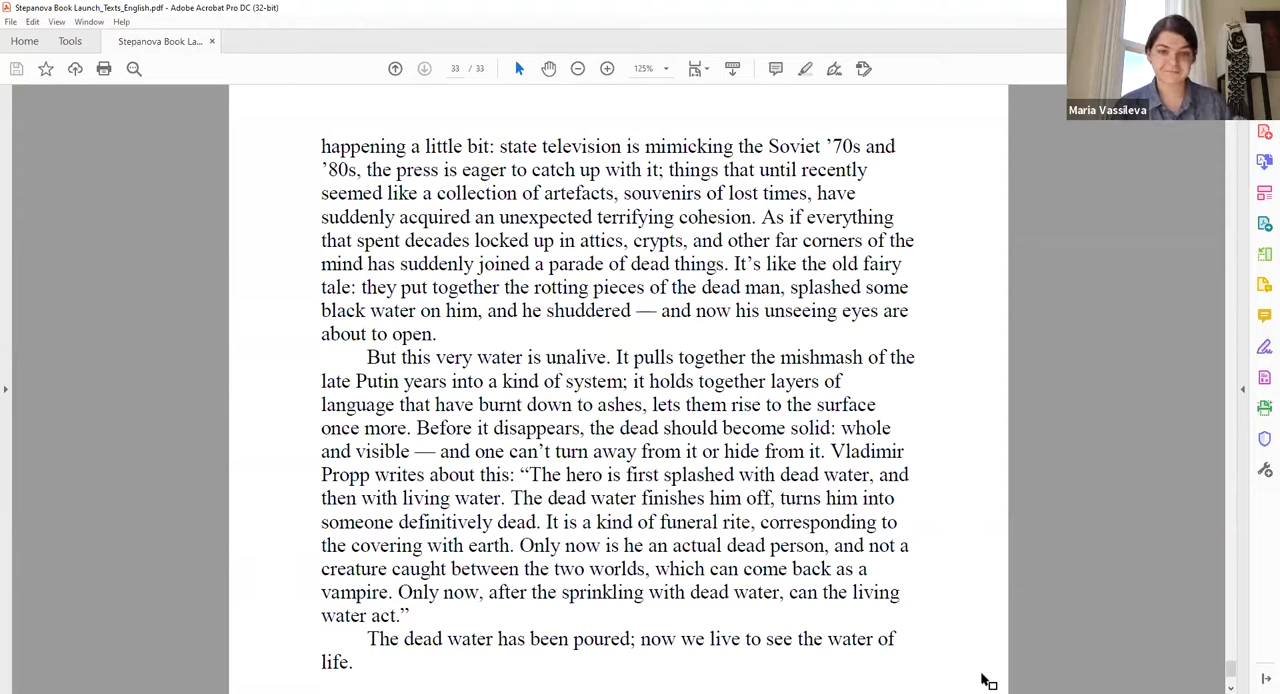 Stepanova Book Launch_Texts_English.pdf - Adobe Acrobat Pro DC (32-bit)
File Edit View Window Help
Home Tools Stepanova Book La... ×
33 / 33 125%
Maria Vassileva
happening a little bit: state television is mimicking the Soviet ’70s and
’80s, the press is eager to catch up with it; things that until recently
seemed like a collection of artefacts, souvenirs of lost times, have
suddenly acquired an unexpected terrifying cohesion. As if everything
that spent decades locked up in attics, crypts, and other far corners of the
mind has suddenly joined a parade of dead things. It’s like the old fairy
tale: they put together the rotting pieces of the dead man, splashed some
black water on him, and he shuddered — and now his unseeing eyes are
about to open.
But this very water is unalive. It pulls together the mishmash of the
late Putin years into a kind of system; it holds together layers of
language that have burnt down to ashes, lets them rise to the surface
once more. Before it disappears, the dead should become solid: whole
and visible — and one can’t turn away from it or hide from it. Vladimir
Propp writes about this: “The hero is first splashed with dead water, and
then with living water. The dead water finishes him off, turns him into
someone definitively dead. It is a kind of funeral rite, corresponding to
the covering with earth. Only now is he an actual dead person, and not a
creature caught between the two worlds, which can come back as a
vampire. Only now, after the sprinkling with dead water, can the living
water act.”
The dead water has been poured; now we live to see the water of
life.